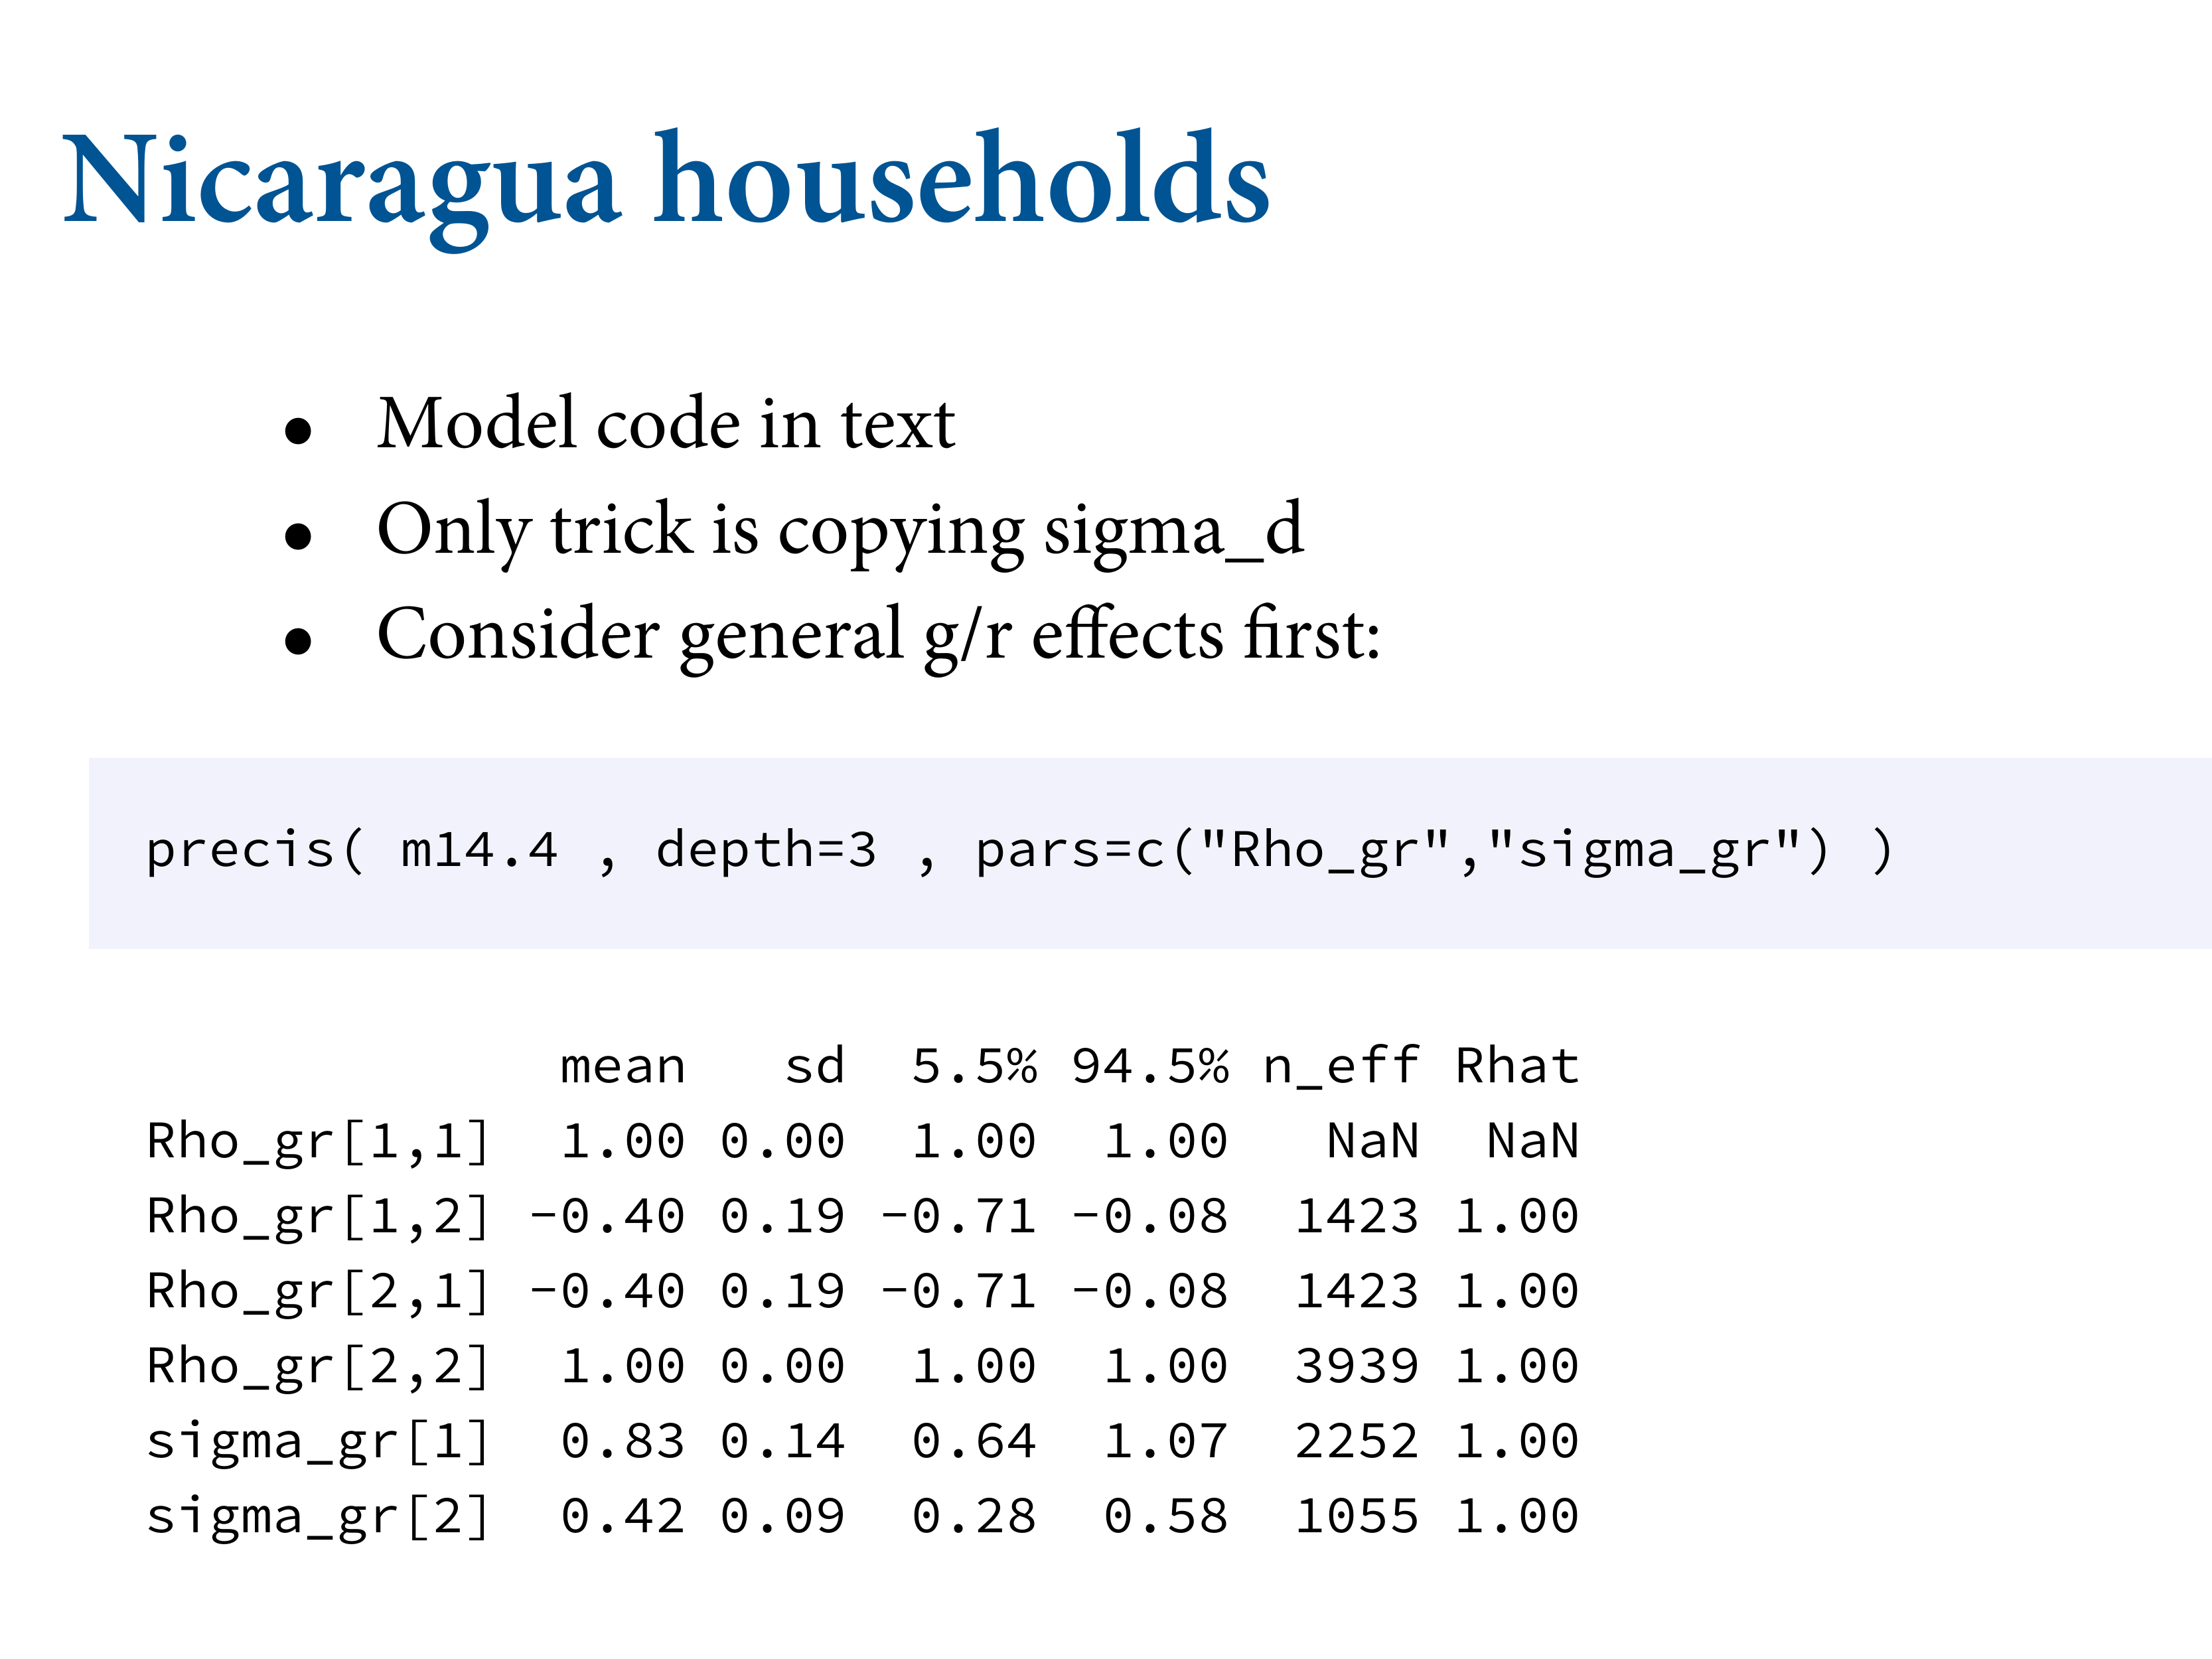 Nicaragua households
• Model code in text
• Only trick is copying sigma_d
• Consider general g/r effects first:
precis( m14.4 , depth=3 , pars=c("Rho_gr","sigma_gr") )
             mean   sd  5.5% 94.5% n_eff Rhat
Rho_gr[1,1]  1.00 0.00  1.00  1.00   NaN  NaN
Rho_gr[1,2] −0.40 0.19 −0.71 −0.08  1423 1.00
Rho_gr[2,1] −0.40 0.19 −0.71 −0.08  1423 1.00
Rho_gr[2,2]  1.00 0.00  1.00  1.00  3939 1.00
sigma_gr[1]  0.83 0.14  0.64  1.07  2252 1.00
sigma_gr[2]  0.42 0.09  0.28  0.58  1055 1.00